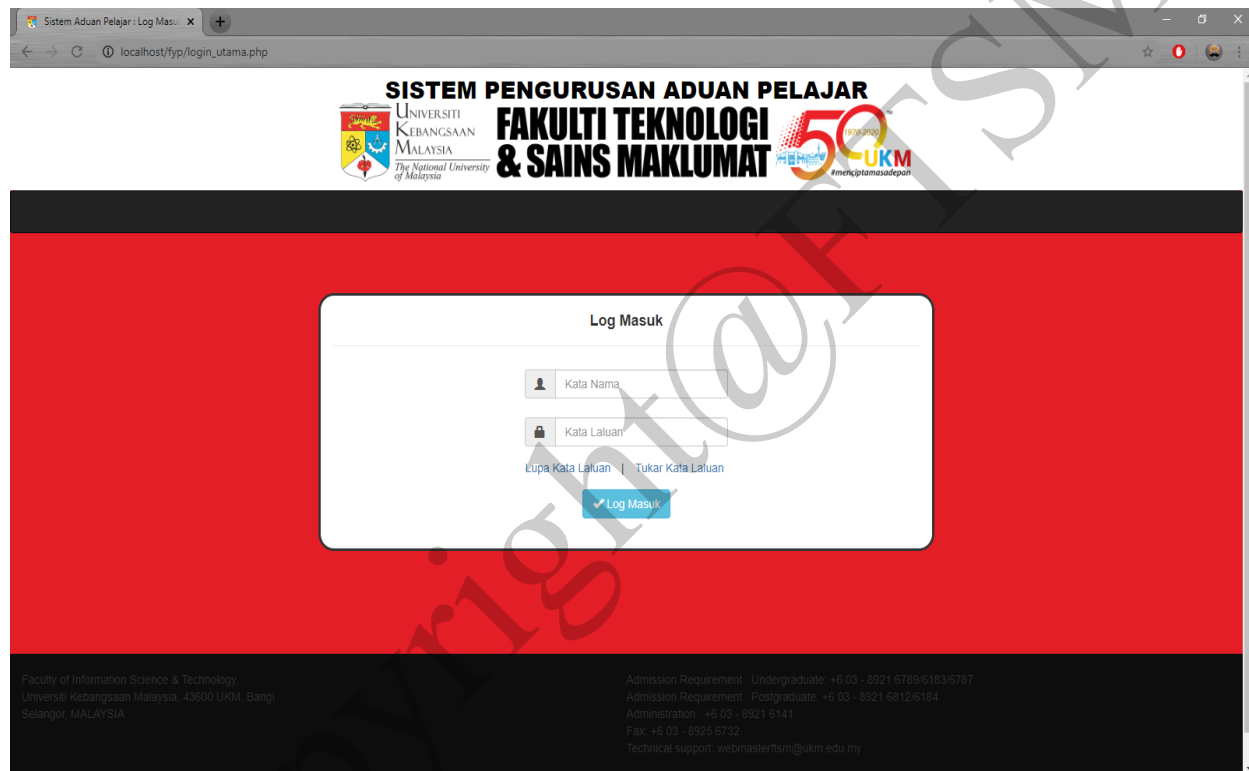 Sistem Aduan Pelajar : Log Masu
localhost/fyp/login_utama.php
SISTEM PENGURUSAN ADUAN PELAJAR
UNIVERSITI
KEBANGSAAN
MALAYSIA
The National University
of Malaysia
FAKULTI TEKNOLOGI
& SAINS MAKLUMAT
50
1970-2020
UKM
#menciptamasadepan
Log Masuk
Kata Nama
Kata Laluan
Lupa Kata Laluan | Tukar Kata Laluan
Log Masuk
Faculty of Information Science & Technology,
Universiti Kebangsaan Malaysia, 43600 UKM, Bangi
Selangor, MALAYSIA
Admission Requirement : Undergraduate: +6 03 - 8921 6789/6183/6787
Admission Requirement : Postgraduate: +6 03 - 8921 6812/6184
Administration : +6 03 - 8921 6141
Fax: +6 03 - 8925 6732
Technical support: webmasterftsm@ukm.edu.my
opyright@FTSM